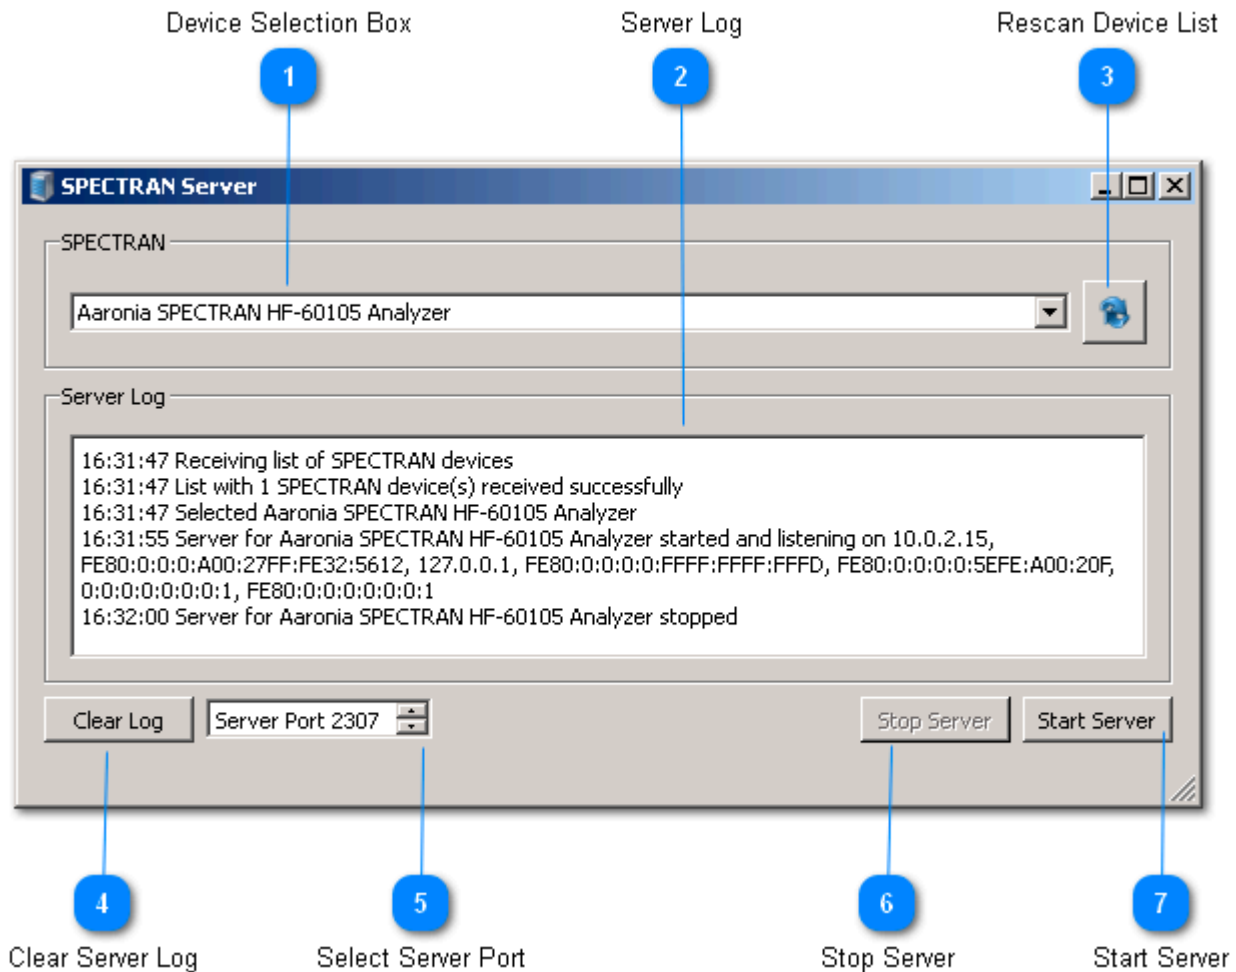 Device Selection Box
Server Log
Rescan Device List
1
2
3
SPECTRAN Server
SPECTRAN
Aaronia SPECTRAN HF-60105 Analyzer
Server Log
16:31:47 Receiving list of SPECTRAN devices
16:31:47 List with 1 SPECTRAN device(s) received successfully
16:31:47 Selected Aaronia SPECTRAN HF-60105 Analyzer
16:31:55 Server for Aaronia SPECTRAN HF-60105 Analyzer started and listening on 10.0.2.15,
FE80:0:0:0:A00:27FF:FE32:5612, 127.0.0.1, FE80:0:0:0:0:FFFF:FFFF:FFFD, FE80:0:0:0:0:5EFE:A00:20F,
0:0:0:0:0:0:0:1, FE80:0:0:0:0:0:0:1
16:32:00 Server for Aaronia SPECTRAN HF-60105 Analyzer stopped
Clear Log
Server Port 2307
Stop Server
Start Server
4
5
6
7
Clear Server Log
Select Server Port
Stop Server
Start Server